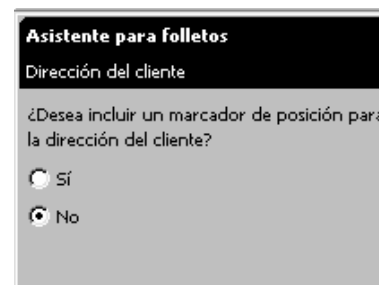 Asistente para folletos
Dirección del cliente
¿Desea incluir un marcador de posición para
la dirección del cliente?
Sí
No